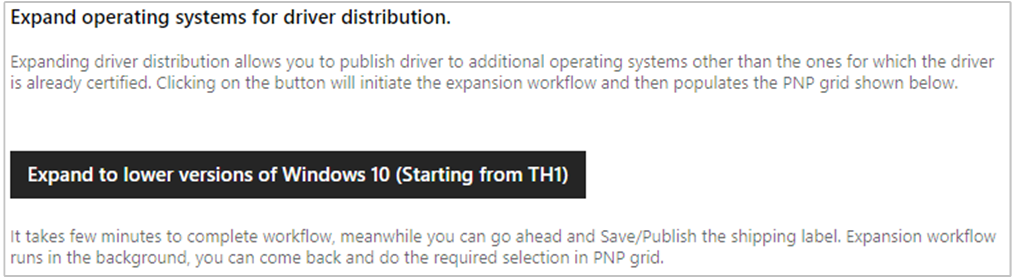 Expand operating systems for driver distribution.
Expanding driver distribution allows you to publish driver to additional operating systems other than the ones for which the driver
is already certified. Clicking on the button will initiate the expansion workflow and then populates the PNP grid shown below.
Expand to lower versions of Windows 10 (Starting from TH1)
It takes few minutes to complete workflow, meanwhile you can go ahead and Save/Publish the shipping label. Expansion workflow
runs in the background, you can come back and do the required selection in PNP grid.